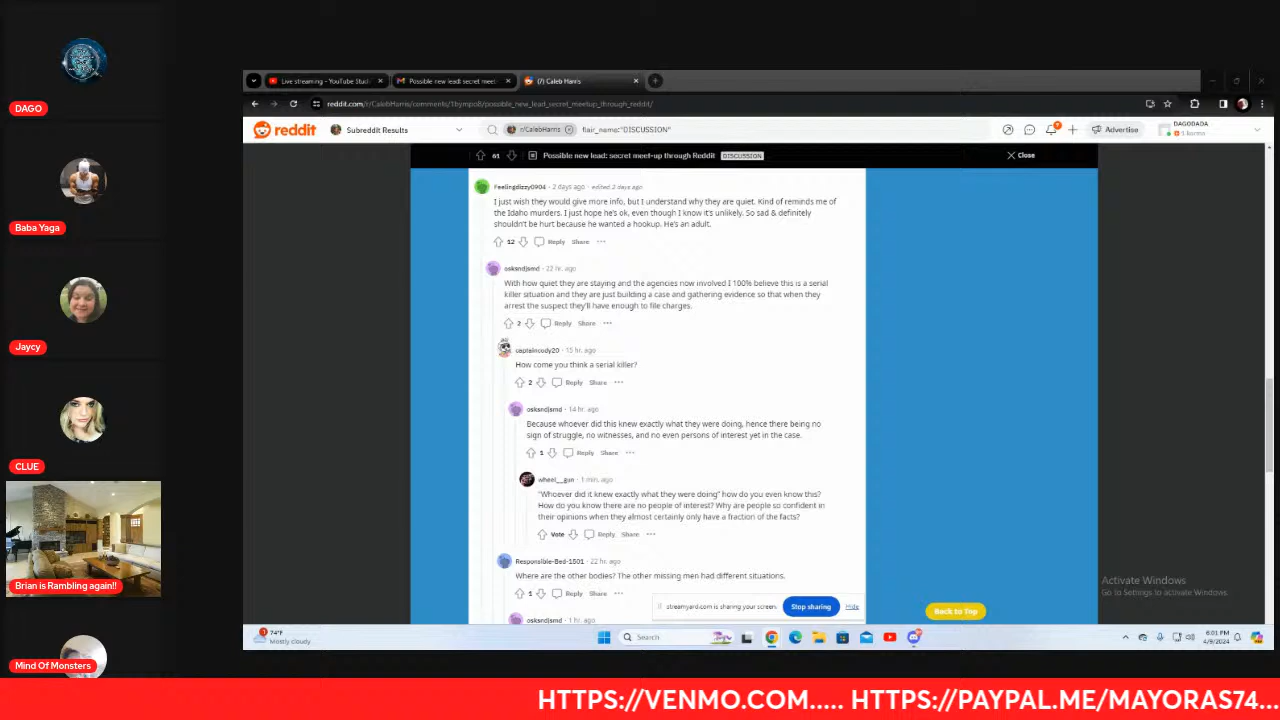 DAGO
Baba Yaga
Jaycy
CLUE
Brian is Rambling again!!
Mind Of Monsters
Live streaming - YouTube Studi
Possible new lead: secret meet-
(7) Caleb Harris
reddit.com/r/CalebHarris/comments/1bympo8/possible_new_lead_secret_meetup_through_reddit/
reddit
Subreddit Results
r/CalebHarris
flair_name:"DISCUSSION"
Advertise
DAGODADA
1 karma
61
Possible new lead: secret meet-up through Reddit
DISCUSSION
Close
Feelingdizzy0904 · 2 days ago · edited 2 days ago
I just wish they would give more info, but I understand why they are quiet. Kind of reminds me of
the Idaho murders. I just hope he's ok, even though I know it's unlikely. So sad & definitely
shouldn't be hurt because he wanted a hookup. He's an adult.
12 Reply Share ...
osksndjsmd · 22 hr. ago
With how quiet they are staying and the agencies now involved I 100% believe this is a serial
killer situation and they are just building a case and gathering evidence so that when they
arrest the suspect they'll have enough to file charges.
2 Reply Share ...
captaincody20 · 15 hr. ago
How come you think a serial killer?
2 Reply Share ...
osksndjsmd · 14 hr. ago
Because whoever did this knew exactly what they were doing, hence there being no
sign of struggle, no witnesses, and no even persons of interest yet in the case.
1 Reply Share ...
wheel__gun · 1 min. ago
"Whoever did it knew exactly what they were doing" how do you even know this?
How do you know there are no people of interest? Why are people so confident in
their opinions when they almost certainly only have a fraction of the facts?
Vote Reply Share ...
Responsible-Bed-1501 · 22 hr. ago
Where are the other bodies? The other missing men had different situations.
1 Reply Share ...
osksndjsmd · 1 hr. ago
streamyard.com is sharing your screen.
Stop sharing
Hide
Back to Top
Activate Windows
Go to Settings to activate Windows.
74°F
Mostly cloudy
Search
6:01 PM
4/9/2024
HTTPS://VENMO.COM..... HTTPS://PAYPAL.ME/MAYORAS74...